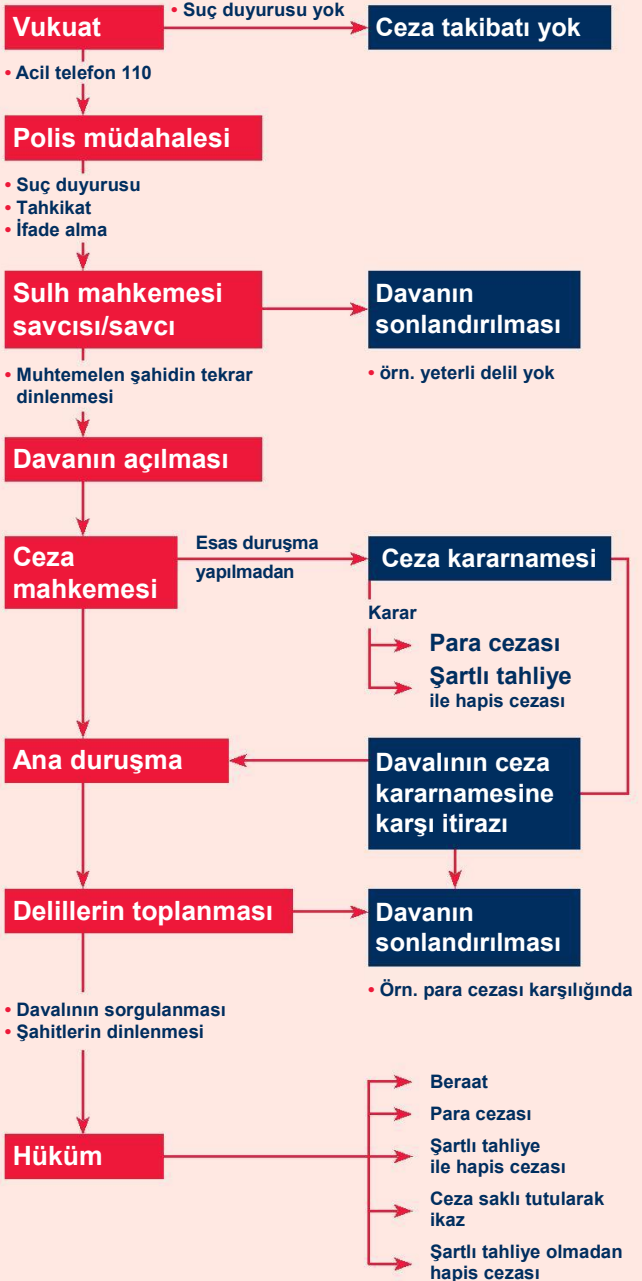 • Suç duyurusu yok
Vukuat
Ceza takibatı yok
• Acil telefon 110
Polis müdahalesi
• Suç duyurusu
• Tahkikat
• İfade alma
Sulh mahkemesi
savcısı/savcı
Davanın
sonlandırılması
• Muhtemelen şahidin tekrar
dinlenmesi
• örn. yeterli delil yok
Davanın açılması
Ceza
mahkemesi
Esas duruşma
yapılmadan
Ceza kararnamesi
Karar
Para cezası
Şartlı tahliye
ile hapis cezası
Ana duruşma
Davalının ceza
kararnamesine
karşı itirazı
Delillerin toplanması
Davanın
sonlandırılması
• Örn. para cezası karşılığında
• Davalının sorgulanması
• Şahitlerin dinlenmesi
Hüküm
Beraat
Para cezası
Şartlı tahliye
ile hapis cezası
Ceza saklı tutularak
ikaz
Şartlı tahliye olmadan
hapis cezası